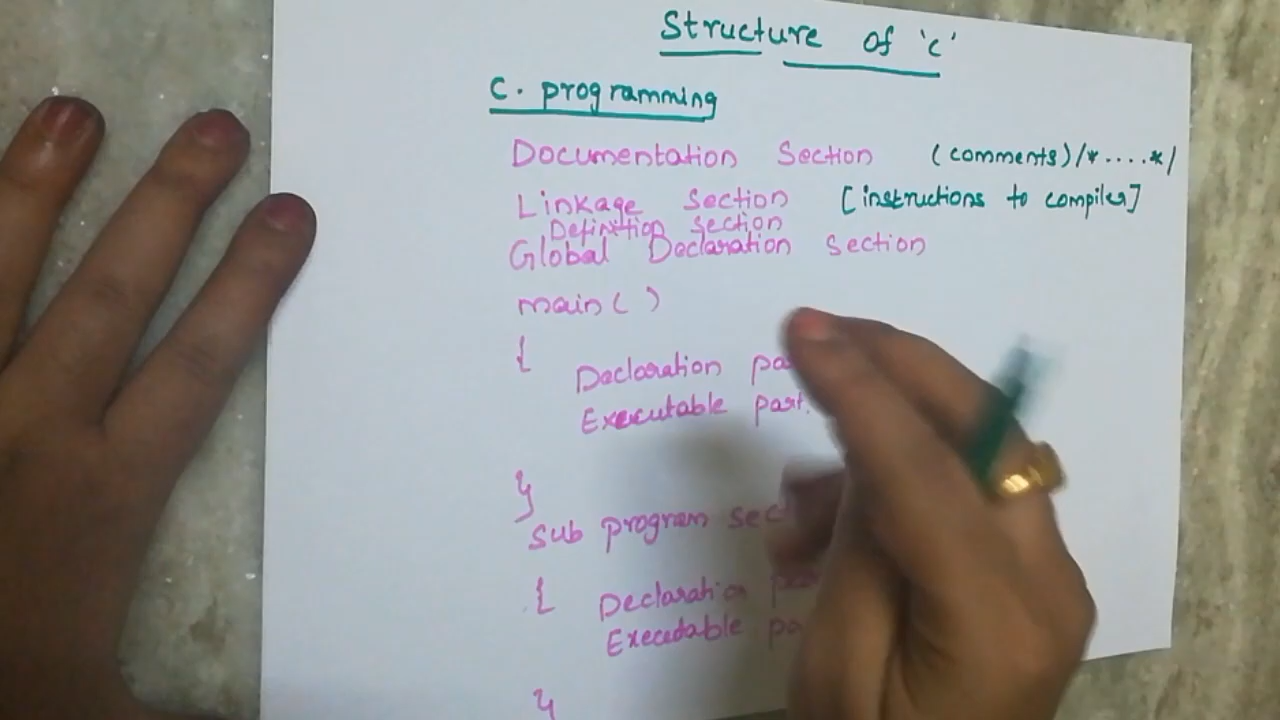 Structure of 'c'
C. programming
Documentation Section (comments)/*....*/
Linkage Section [instructions to compiler]
Definition section
Global Declaration section
main( )
{
Declaration
Executable part.
}
sub program
{ Declaration
Executable
}